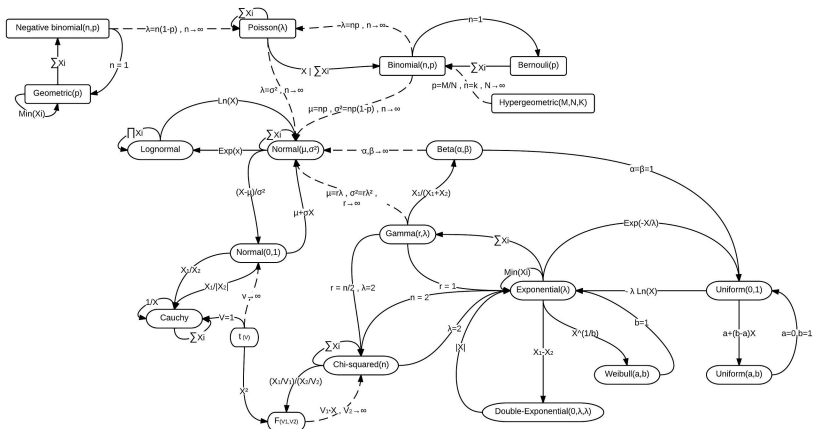 ∑Xi
Negative binomial(n,p)
λ=n(1-p) , n→∞
Poisson(λ)
λ=np , n→∞
n=1
∑Xi
n = 1
X | ∑Xi
Binomial(n,p)
∑Xi
Bernouli(p)
Geometric(p)
λ=σ² , n→∞
p=M/N , n=k , N→∞
Min(Xi)
Ln(X)
μ=np , σ²=np(1-p) , n→∞
Hypergeometric(M,N,K)
∏Xi
∑Xi
Lognormal
Exp(x)
Normal(μ,σ²)
α,β→∞
Beta(α,β)
α=β=1
(X-μ)/σ²
μ=rλ , σ²=rλ² ,
r→∞
X₁/(X₁+X₂)
μ+σX
Exp(-X/λ)
Gamma(r,λ)
∑Xi
Normal(0,1)
X₁/X₂
X₁/|X₂|
Min(Xi)
r = n/2 , λ=2
r = 1
Exponential(λ)
- λ Ln(X)
Uniform(0,1)
1/X
n = 2
Cauchy
V=1
λ=2
X^(1/b)
b=1
a+(b-a)X
a=0,b=1
∑Xi
t (V)
∑Xi
|X|
X₁-X₂
Chi-squared(n)
Weibull(a,b)
Uniform(a,b)
X²
(X₁/V₁)/(X₂/V₂)
F(V1,V2)
V₂→∞
Double-Exponential(0,λ,λ)